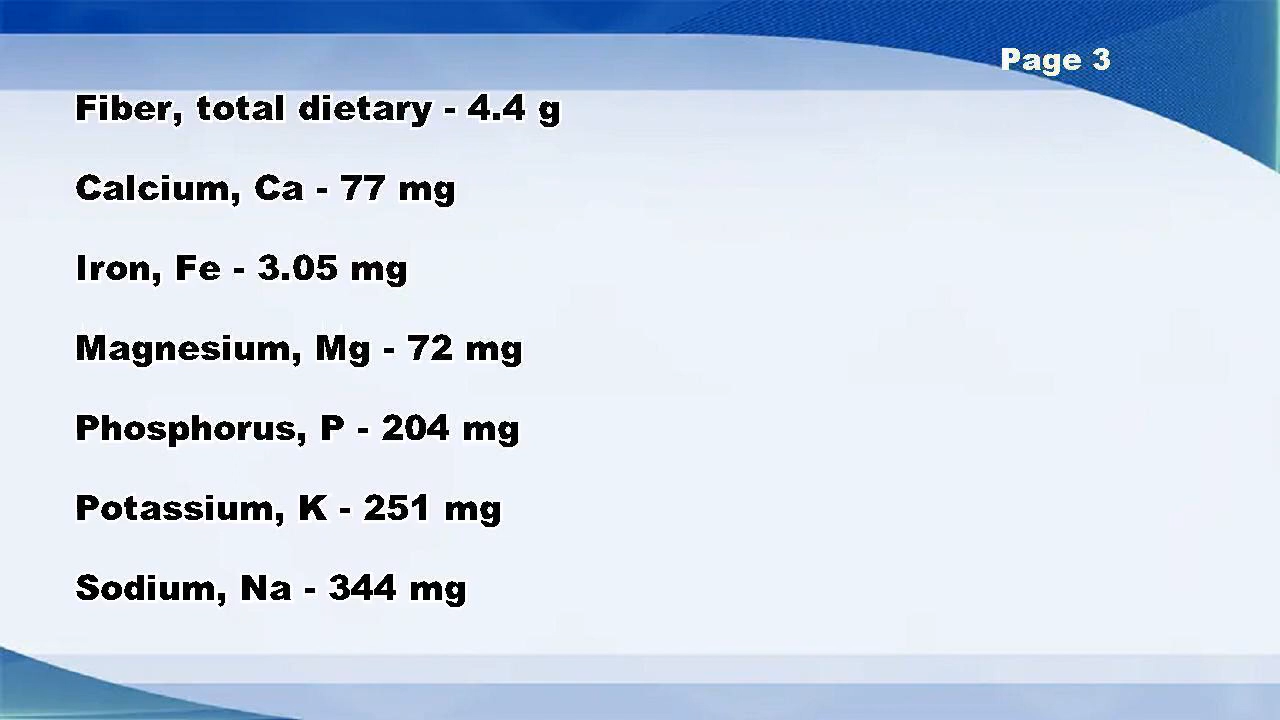 Page 3
Fiber, total dietary - 4.4 g
Calcium, Ca - 77 mg
Iron, Fe - 3.05 mg
Magnesium, Mg - 72 mg
Phosphorus, P - 204 mg
Potassium, K - 251 mg
Sodium, Na - 344 mg